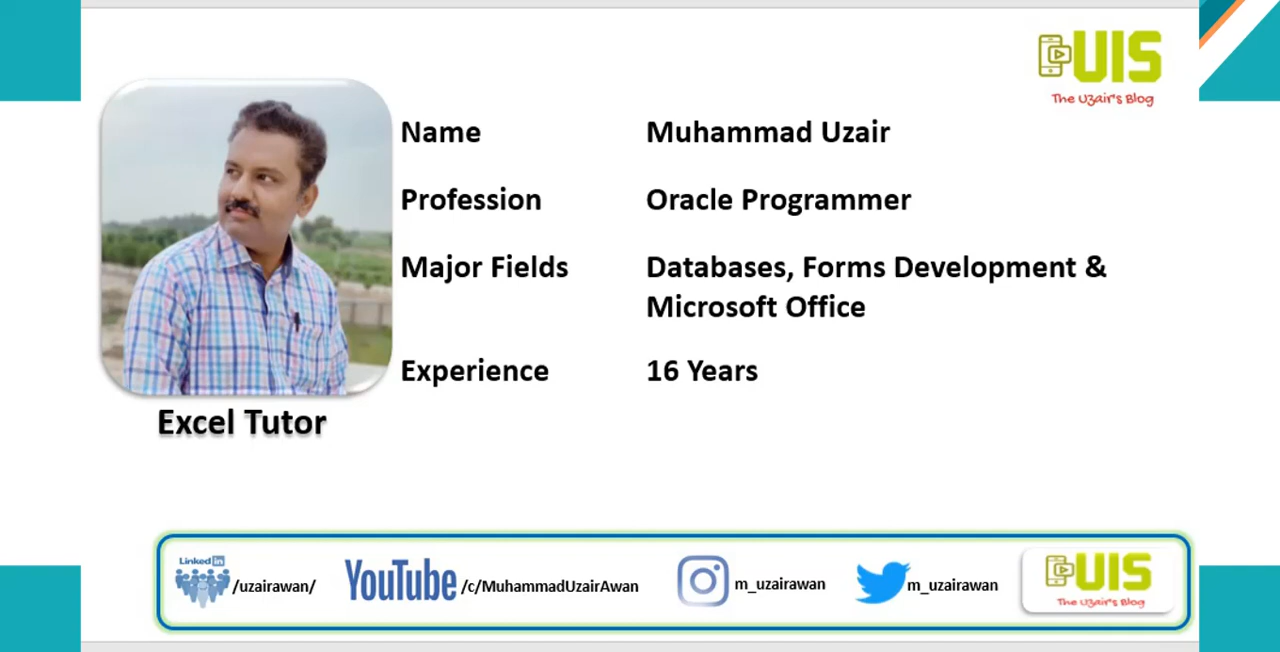 UIS
The Uzair's Blog
Name Muhammad Uzair
Profession Oracle Programmer
Major Fields Databases, Forms Development &
Microsoft Office
Experience 16 Years
Excel Tutor
Linked in
/uzairawan/
YouTube /c/MuhammadUzairAwan
m_uzairawan
m_uzairawan
UIS
The Uzair's Blog